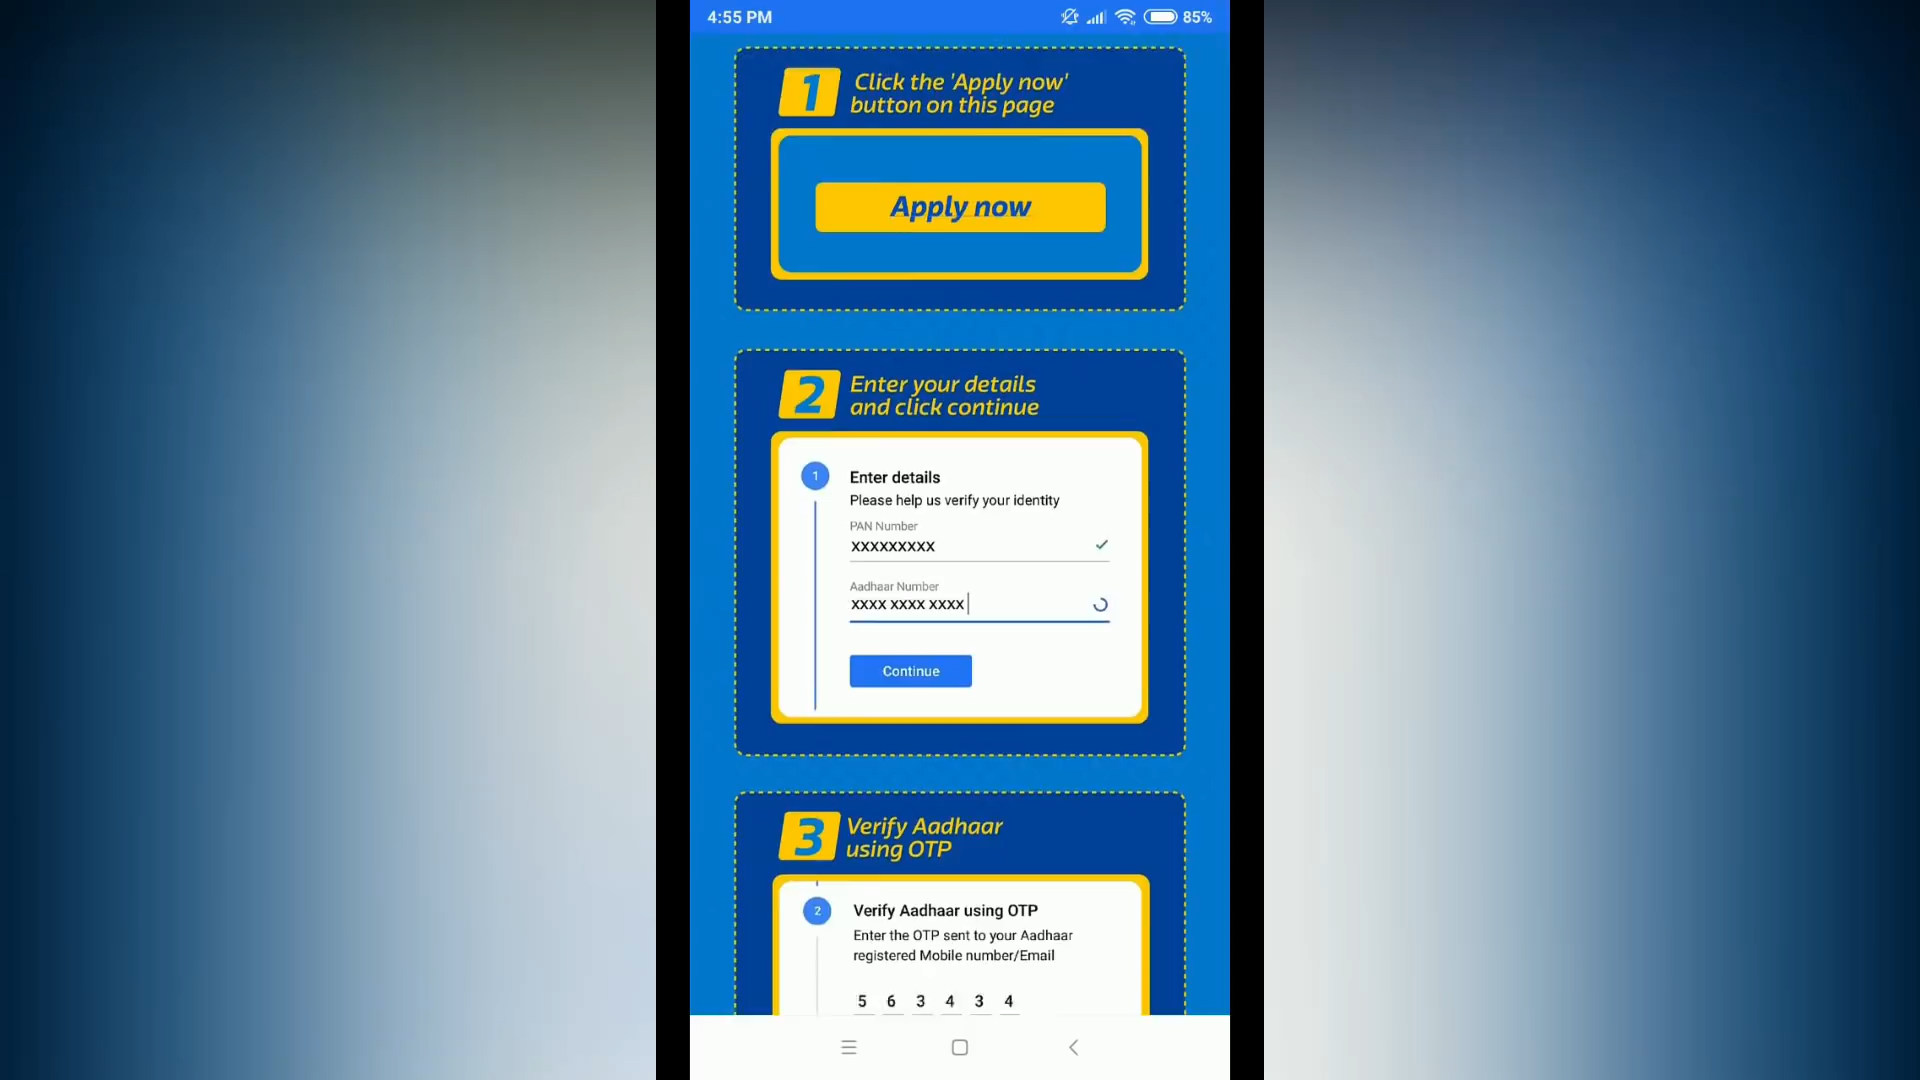 4:55 PM
85%
1
Click the 'Apply now'
button on this page
Apply now
2
Enter your details
and click continue
1
Enter details
Please help us verify your identity
PAN Number
XXXXXXXXX
Aadhaar Number
XXXX XXXX XXXX
Continue
3
Verify Aadhaar
using OTP
2
Verify Aadhaar using OTP
Enter the OTP sent to your Aadhaar
registered Mobile number/Email
5 6 3 4 3 4